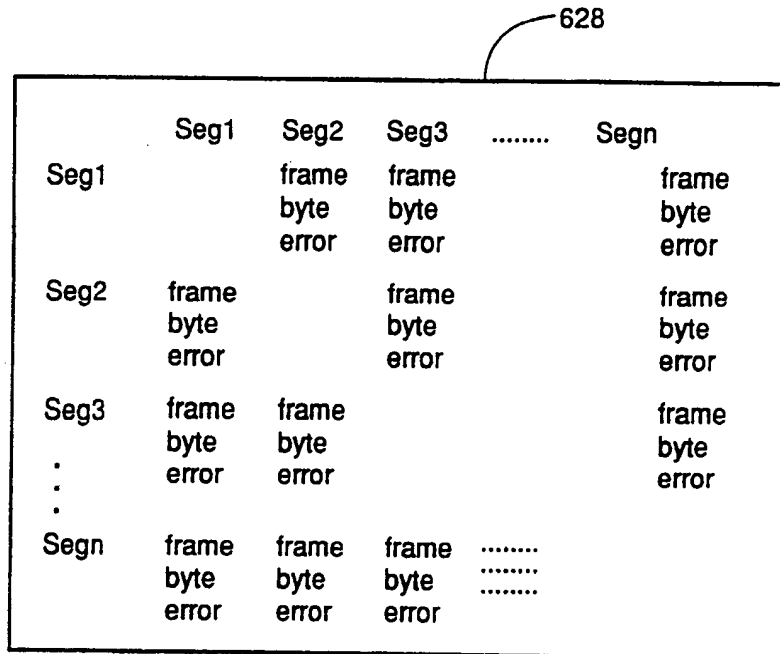 628
Seg1 Seg2 Seg3 ........ Segn
Seg1 frame frame frame
byte byte byte
error error error
Seg2 frame frame frame
byte byte byte
error error error
Seg3 frame frame frame
byte byte byte
error error error
.
.
.
Segn frame frame frame ........
byte byte byte ........
error error error ........